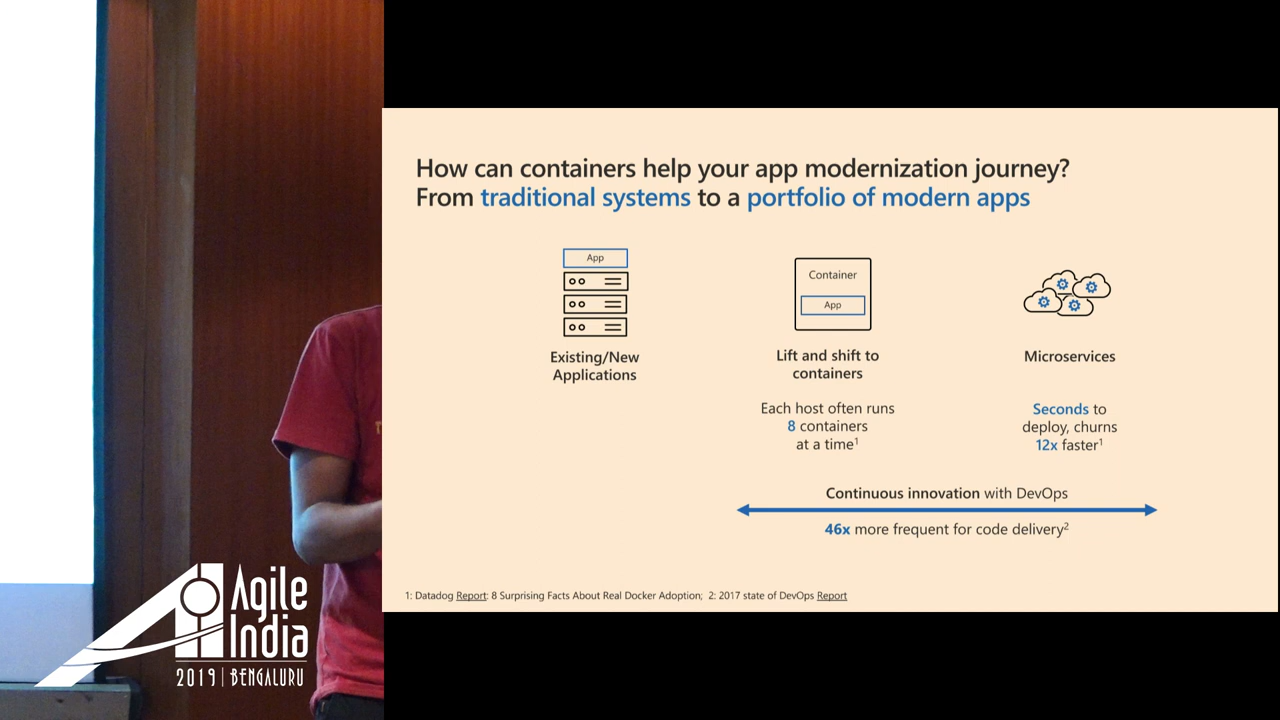 How can containers help your app modernization journey?
From traditional systems to a portfolio of modern apps
App
Existing/New
Applications
Container
App
Lift and shift to
containers
Each host often runs
8 containers
at a time1
Microservices
Seconds to
deploy, churns
12x faster1
Continuous innovation with DevOps
46x more frequent for code delivery2
1: Datadog Report: 8 Surprising Facts About Real Docker Adoption; 2: 2017 state of DevOps Report
Agile
India
2019 | BENGALURU